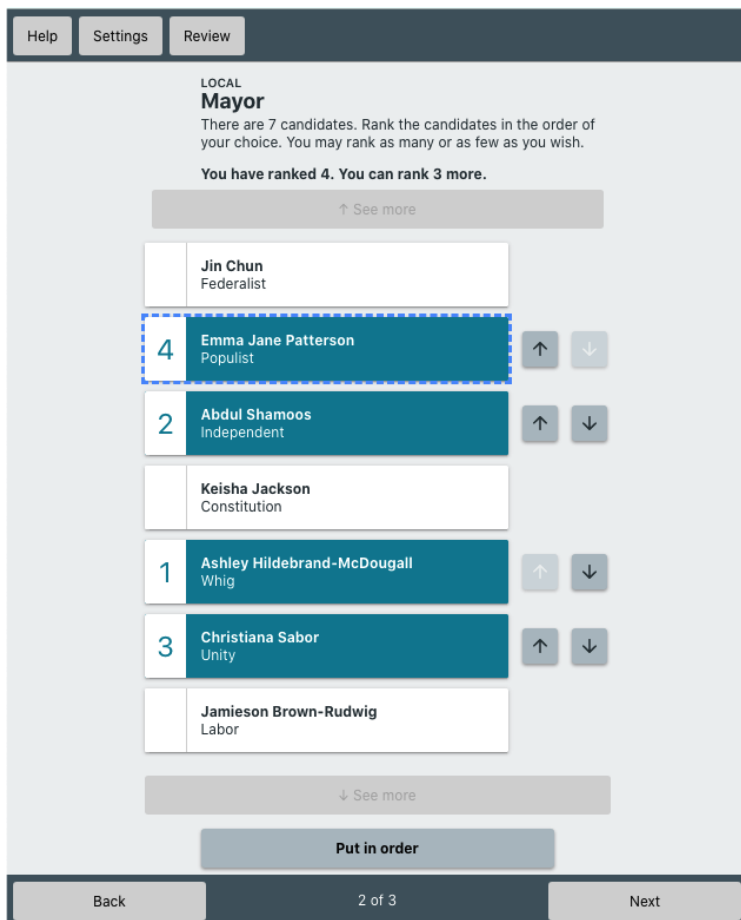 Help Settings Review
LOCAL
Mayor
There are 7 candidates. Rank the candidates in the order of
your choice. You may rank as many or as few as you wish.
You have ranked 4. You can rank 3 more.
↑ See more
Jin Chun
Federalist
4
Emma Jane Patterson
Populist
↑ ↓
2
Abdul Shamoos
Independent
↑ ↓
Keisha Jackson
Constitution
1
Ashley Hildebrand-McDougall
Whig
↑ ↓
3
Christiana Sabor
Unity
↑ ↓
Jamieson Brown-Rudwig
Labor
↓ See more
Put in order
Back 2 of 3 Next